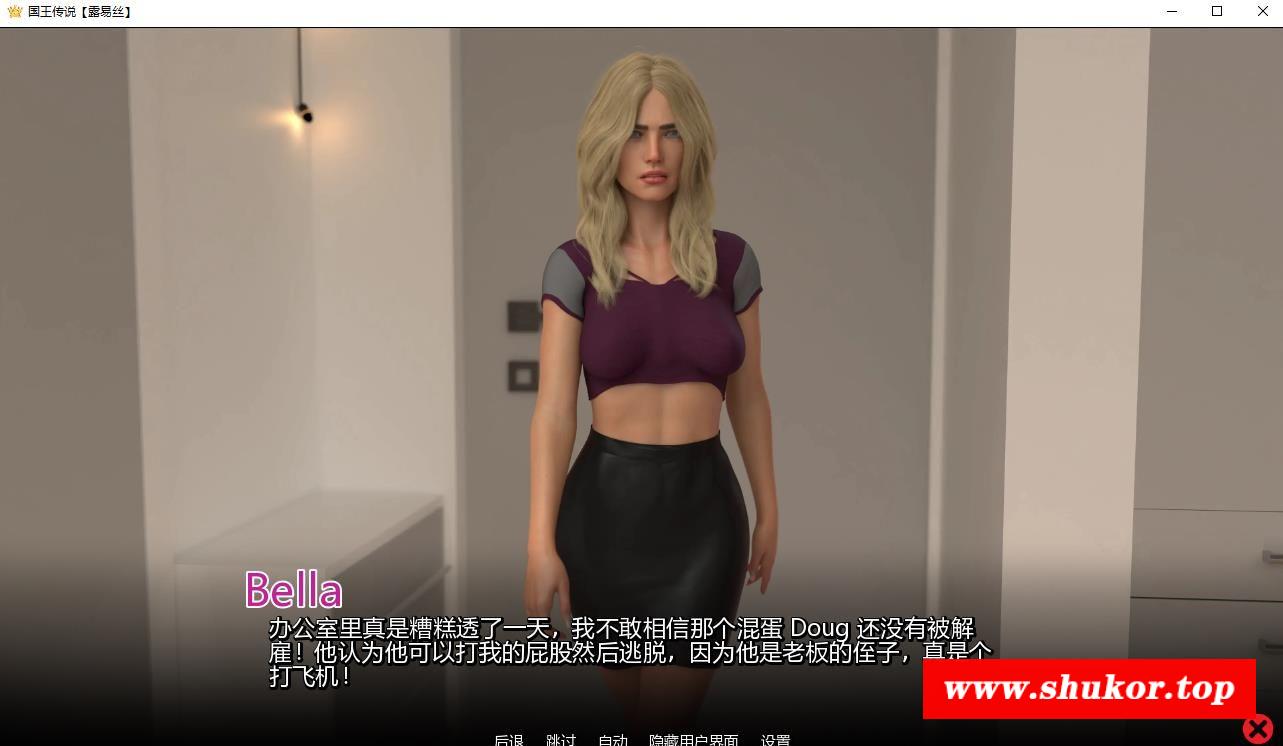 国王传说【露易丝】
Bella
办公室里真是糟糕透了一天，我不敢相信那个混蛋 Doug 还没有被解
雇！他认为他可以打我的屁股然后逃脱，因为他是老板的侄子，真是个
打飞机！
www.shukor.top
后退 跳过 自动 隐藏用户界面 设置